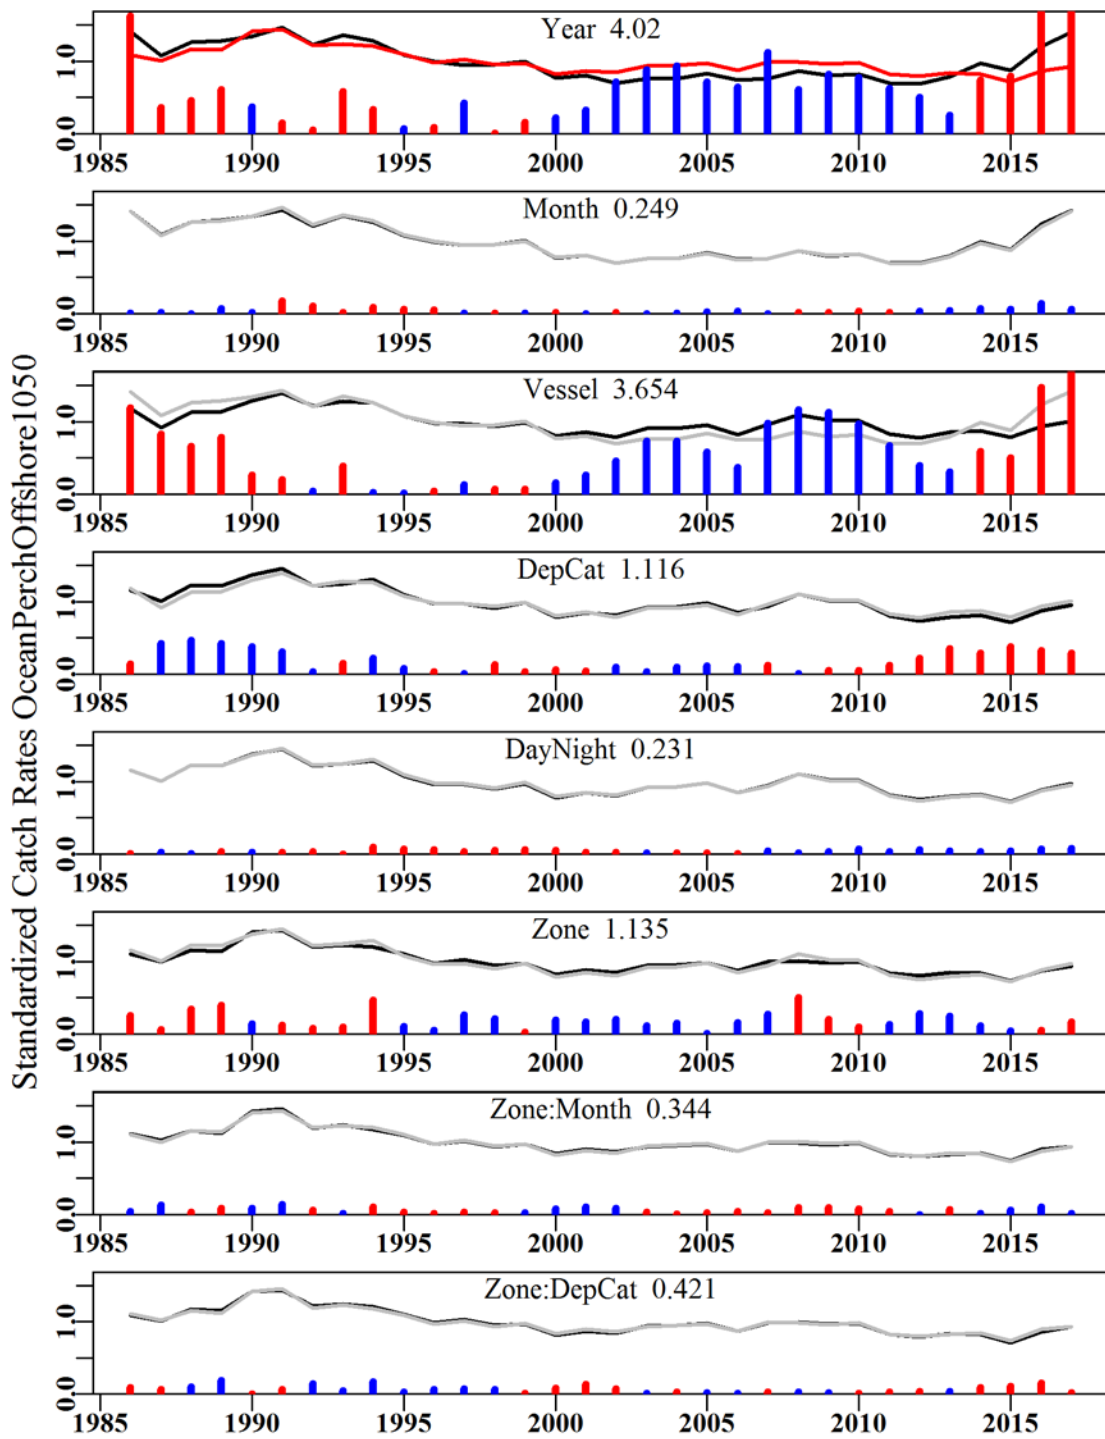 Standardized Catch Rates OceanPerchOffshore1050
Year 4.02
1.0
0.0
1985 1990 1995 2000 2005 2010 2015
Month 0.249
1.0
0.0
1985 1990 1995 2000 2005 2010 2015
Vessel 3.654
1.0
0.0
1985 1990 1995 2000 2005 2010 2015
DepCat 1.116
1.0
0.0
1985 1990 1995 2000 2005 2010 2015
DayNight 0.231
1.0
0.0
1985 1990 1995 2000 2005 2010 2015
Zone 1.135
1.0
0.0
1985 1990 1995 2000 2005 2010 2015
Zone:Month 0.344
1.0
0.0
1985 1990 1995 2000 2005 2010 2015
Zone:DepCat 0.421
1.0
0.0
1985 1990 1995 2000 2005 2010 2015